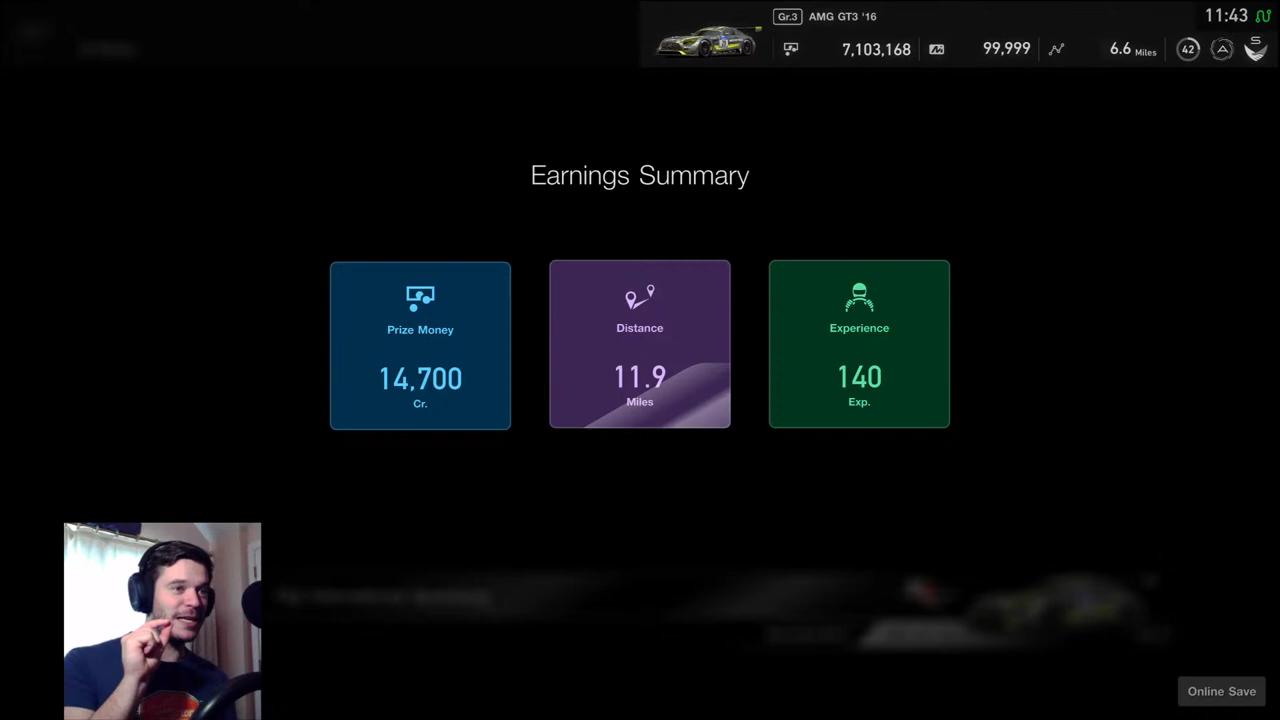 Gr.3 AMG GT3 '16 11:43
7,103,168 99,999 6.6 Miles 42 A S
Earnings Summary
Prize Money Distance Experience
14,700 11.9 140
Cr. Miles Exp.
Online Save